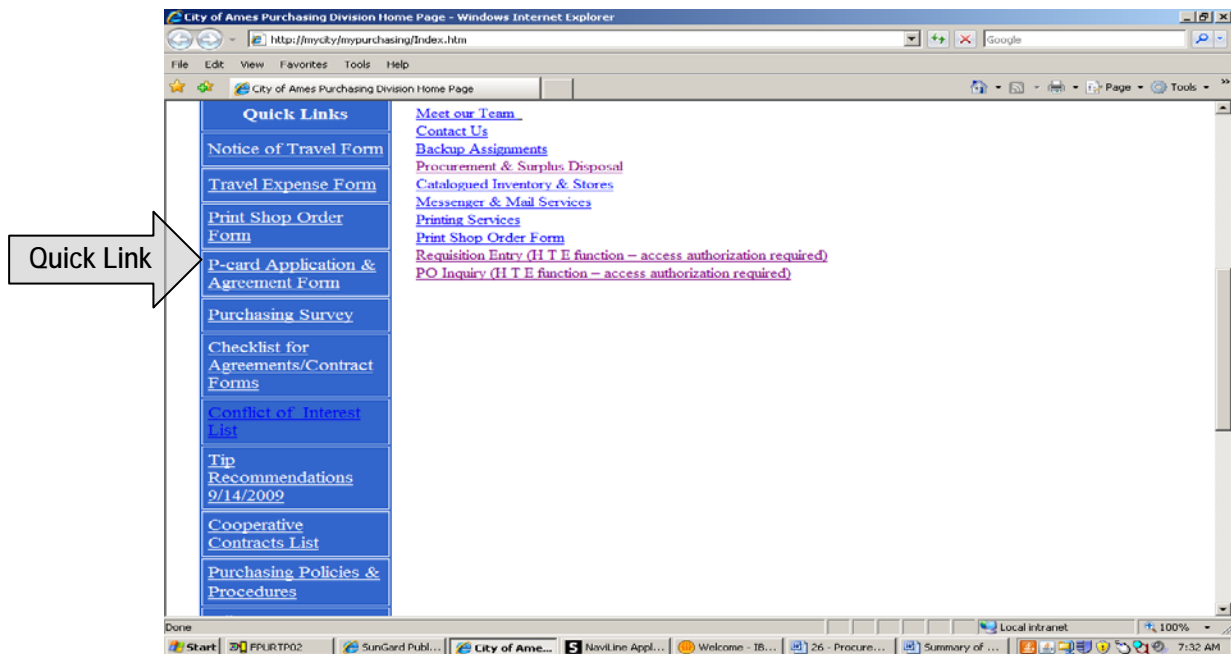 City of Ames Purchasing Division Home Page - Windows Internet Explorer
http://mycity/mypurchasing/Index.htm
Google
File Edit View Favorites Tools Help
City of Ames Purchasing Division Home Page
Page Tools
Quick Link
Quick Links
Notice of Travel Form
Travel Expense Form
Print Shop Order
Form
P-card Application &
Agreement Form
Purchasing Survey
Checklist for
Agreements/Contract
Forms
Conflict of Interest
List
Tip
Recommendations
9/14/2009
Cooperative
Contracts List
Purchasing Policies &
Procedures
Meet our Team
Contact Us
Backup Assignments
Procurement & Surplus Disposal
Catalogued Inventory & Stores
Messenger & Mail Services
Printing Services
Print Shop Order Form
Requisition Entry (H T E function – access authorization required)
PO Inquiry (H T E function – access authorization required)
Done
Local intranet
100%
Start
FPURTP02
SunGard Publ...
City of Ame...
NaviLine Appl...
Welcome - IB...
26 - Procure...
Summary of ...
7:32 AM